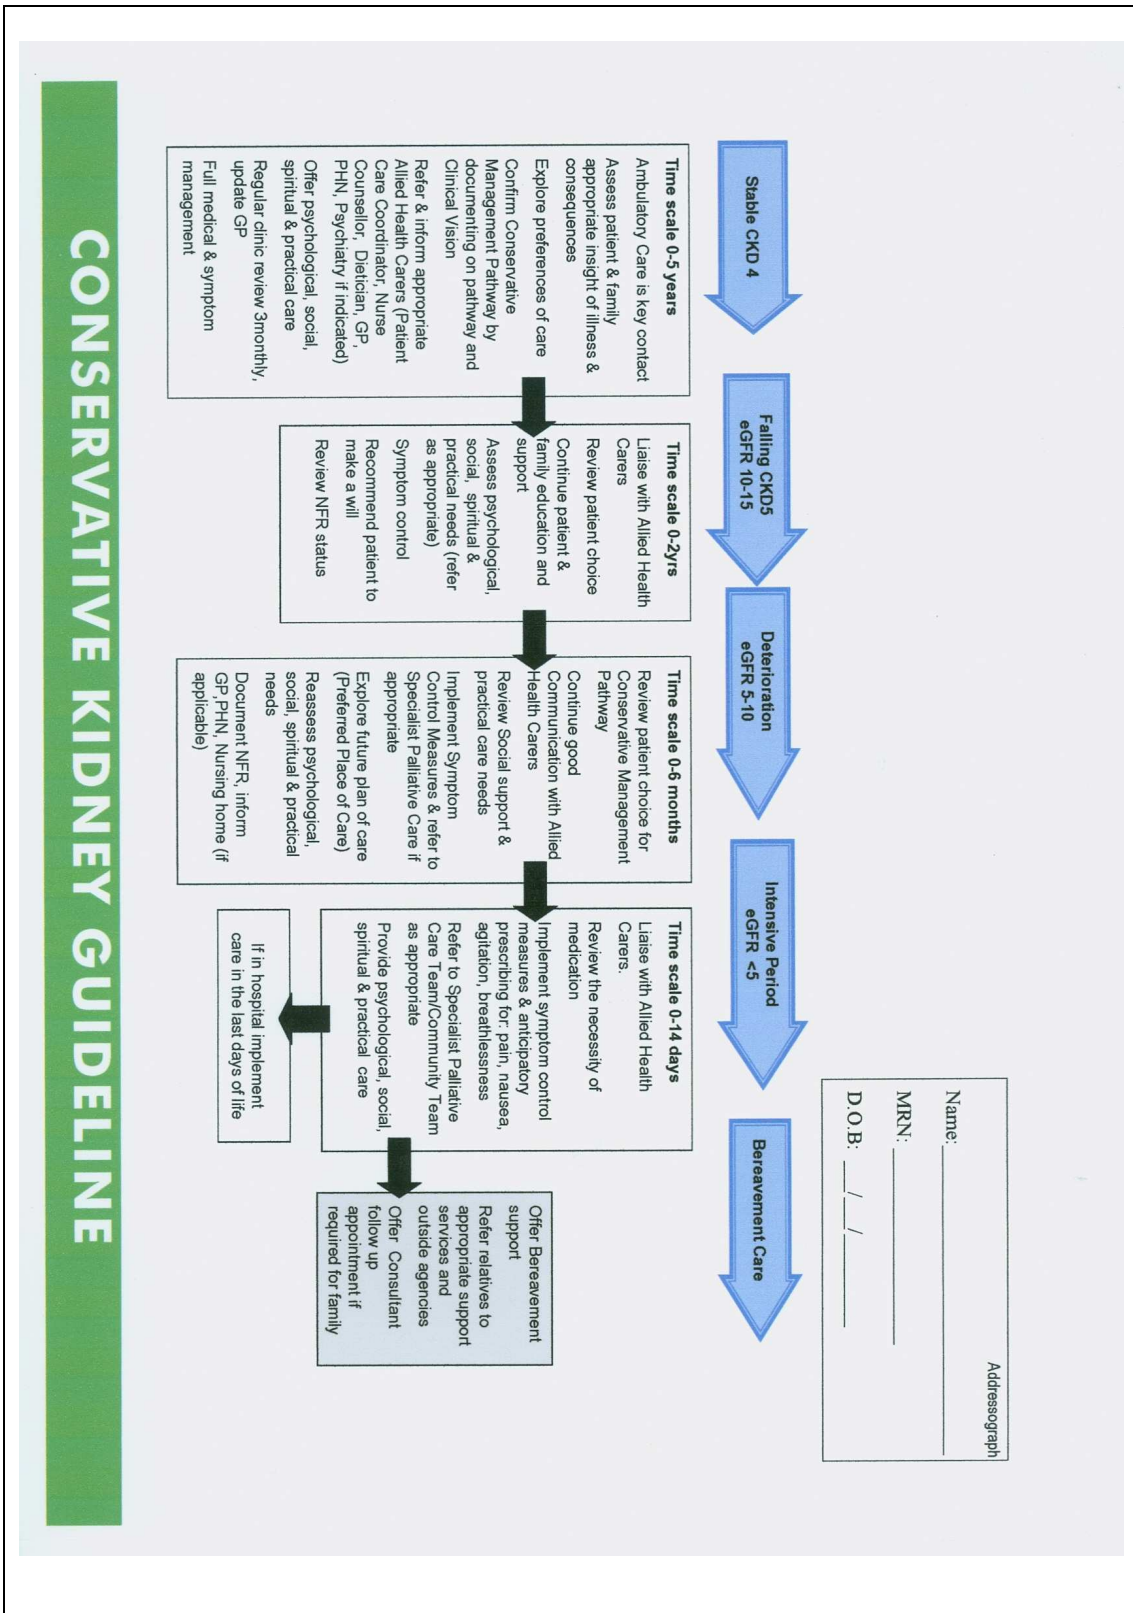 Addressograph
Name:
MRN:
D.O.B: __/__/______
Stable CKD 4
Falling CKD5
eGFR 10-15
Deterioration
eGFR 5-10
Intensive Period
eGFR <5
Bereavement Care
Time scale 0-5 years
Ambulatory Care is key contact
Assess patient & family
appropriate insight of illness &
consequences
Explore preferences of care
Confirm Conservative
Management Pathway by
documenting on pathway and
Clinical Vision
Refer & inform appropriate
Allied Health Carers (Patient
Care Coordinator, Nurse
Counsellor, Dietician, GP,
PHN, Psychiatry if indicated)
Offer psychological, social,
spiritual & practical care
Regular clinic review 3monthly,
update GP
Full medical & symptom
management
Time scale 0-2yrs
Liaise with Allied Health
Carers
Review patient choice
Continue patient &
family education and
support
Assess psychological,
social, spiritual &
practical needs (refer
as appropriate)
Symptom control
Recommend patient to
make a will
Review NFR status
Time scale 0-6 months
Review patient choice for
Conservative Management
Pathway
Continue good
Communication with Allied
Health Carers
Review Social support &
practical care needs
Implement Symptom
Control Measures & refer to
Specialist Palliative Care if
appropriate
Explore future plan of care
(Preferred Place of Care)
Reassess psychological,
social, spiritual & practical
needs
Document NFR, inform
GP,PHN, Nursing home (if
applicable)
Time scale 0-14 days
Liaise with Allied Health
Carers.
Review the necessity of
medication
Implement symptom control
measures & anticipatory
prescribing for: pain, nausea,
agitation, breathlessness
Refer to Specialist Palliative
Care Team/Community Team
as appropriate
Provide psychological, social,
spiritual & practical care
If in hospital implement
care in the last days of life
Offer Bereavement
support
Refer relatives to
appropriate support
services and
outside agencies
Offer Consultant
follow up
appointment if
required for family
CONSERVATIVE KIDNEY GUIDELINE